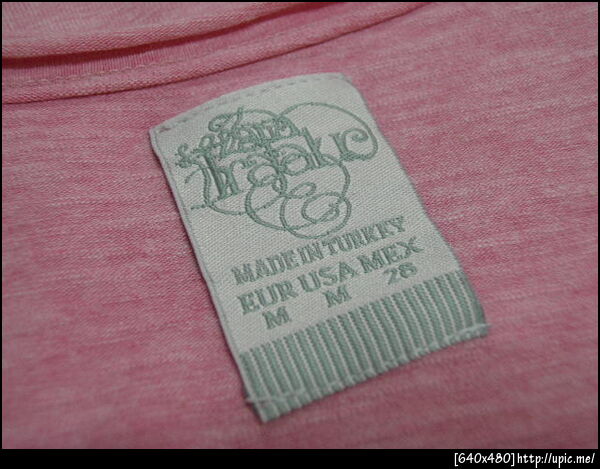 Zara
trafaluc
MADE IN TURKEY
EUR USA MEX
M M 28
[640x480]http://upic.me/